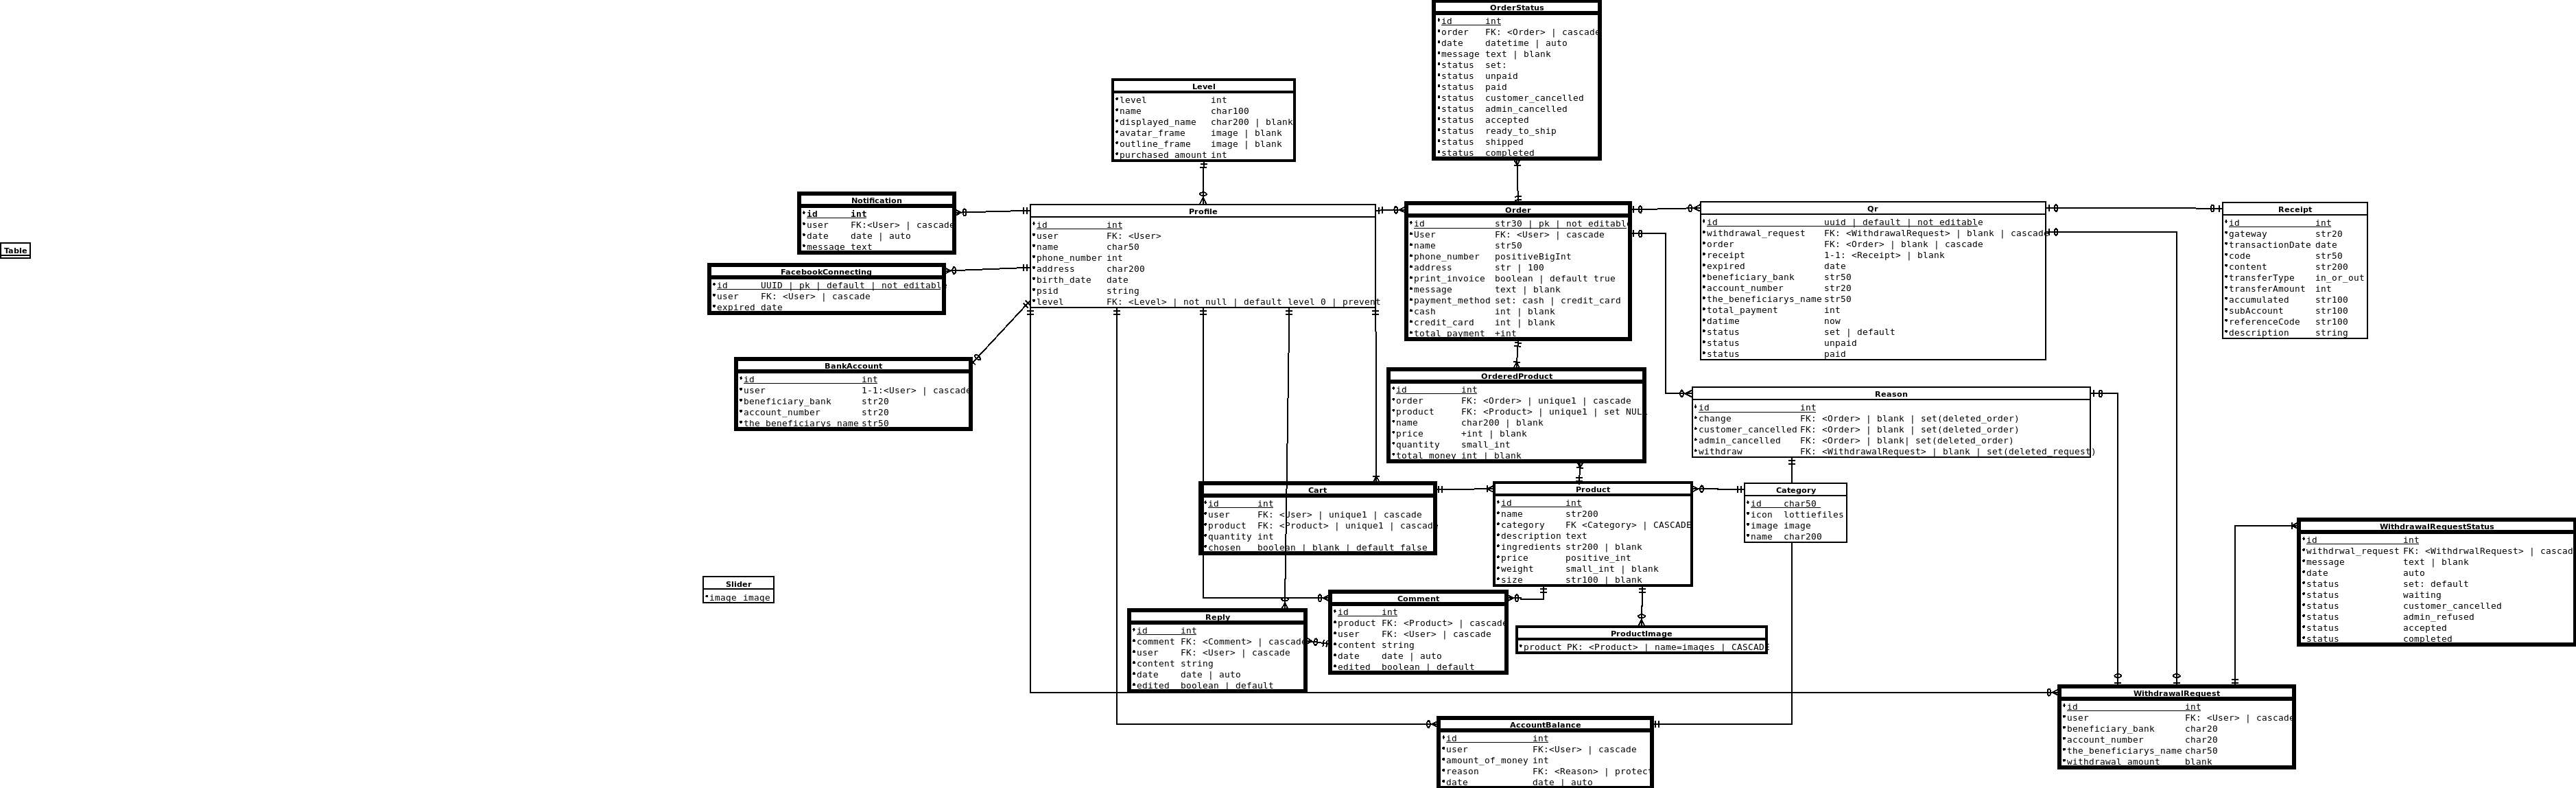 OrderStatus
id int
order FK: <Order> | cascade
date datetime | auto
message text | blank
status set:
status unpaid
status paid
status customer_cancelled
status admin_cancelled
status accepted
status ready_to_ship
status shipped
status completed
Level
level int
name char100
displayed_name char200 | blank
avatar_frame image | blank
outline_frame image | blank
purchased_amount int
Notification
id int
user FK:<User> | cascade
date date | auto
message text
Profile
id int
user FK: <User>
name char50
phone_number int
address char200
birth_date date
psid string
level FK: <Level> | not null | default level 0 | prevent
Order
id str30 | pk | not editable
User FK: <User> | cascade
name str50
phone_number positiveBigInt
address str | 100
print_invoice boolean | default true
message text | blank
payment_method set: cash | credit_card
cash int | blank
credit_card int | blank
total_payment +int
Qr
id uuid | default | not_editable
withdrawal_request FK: <WithdrawalRequest> | blank | cascade
order FK: <Order> | blank | cascade
receipt 1-1: <Receipt> | blank
expired date
beneficiary_bank str50
account_number str20
the_beneficiarys_name str50
total_payment int
datime now
status set | default
status unpaid
status paid
Receipt
id int
gateway str20
transactionDate date
code str50
content str200
transferType in_or_out
transferAmount int
accumulated str100
subAccount str100
referenceCode str100
description string
Table
FacebookConnecting
id UUID | pk | default | not_editable
user FK: <User> | cascade
expired date
BankAccount
id int
user 1-1:<User> | cascade
beneficiary_bank str20
account_number str20
the_beneficiarys_name str50
OrderedProduct
id int
order FK: <Order> | unique1 | cascade
product FK: <Product> | unique1 | set NULL
name char200 | blank
price +int | blank
quantity small_int
total_money int | blank
Reason
id int
change FK: <Order> | blank | set(deleted_order)
customer_cancelled FK: <Order> | blank | set(deleted_order)
admin_cancelled FK: <Order> | blank| set(deleted_order)
withdraw FK: <WithdrawalRequest> | blank | set(deleted_request)
Cart
id int
user FK: <User> | unique1 | cascade
product FK: <Product> | unique1 | cascade
quantity int
chosen boolean | blank | default_false
Product
id int
name str200
category FK <Category> | CASCADE
description text
ingredients str200 | blank
price positive_int
weight small_int | blank
size str100 | blank
Category
id char50
icon lottiefiles
image image
name char200
WithdrawalRequestStatus
id int
withdrwal_request FK: <WithdrwalRequest> | cascad
message text | blank
date auto
status set: default
status waiting
status customer_cancelled
status admin_refused
status accepted
status completed
Slider
image image
Reply
id int
comment FK: <Comment> | cascade
user FK: <User> | cascade
content string
date date | auto
edited boolean | default
Comment
id int
product FK: <Product> | cascade
user FK: <User> | cascade
content string
date date | auto
edited boolean | default
ProductImage
product PK: <Product> | name=images | CASCADE
AccountBalance
id int
user FK:<User> | cascade
amount_of_money int
reason FK: <Reason> | protect
date date | auto
WithdrawalRequest
id int
user FK: <User> | cascade
beneficiary_bank char20
account_number char20
the_beneficiarys_name char50
withdrawal_amount blank